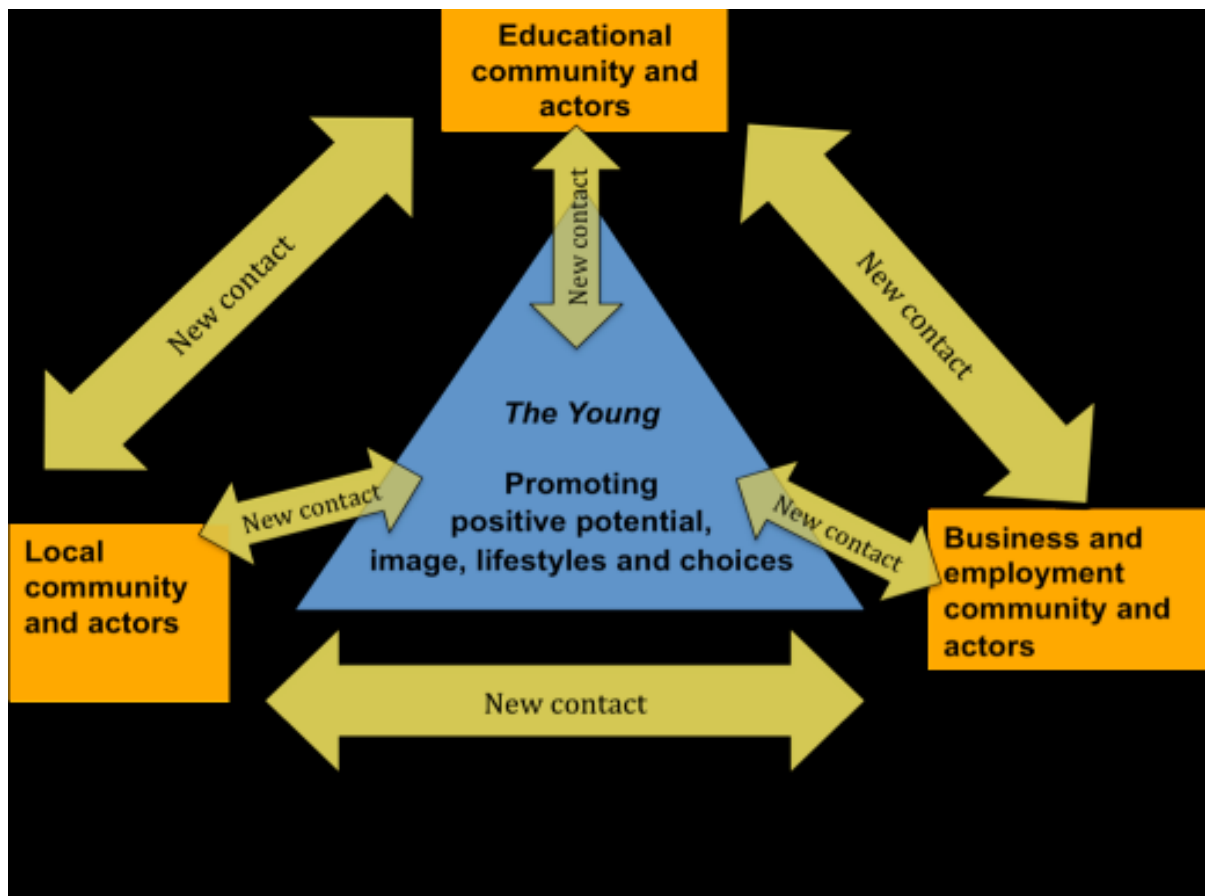 Educational
community and
actors
New contact
New contact
New contact
The Young
Promoting
positive potential,
image, lifestyles and choices
New contact
New contact
Local
community
and actors
Business and
employment
community and
actors
New contact